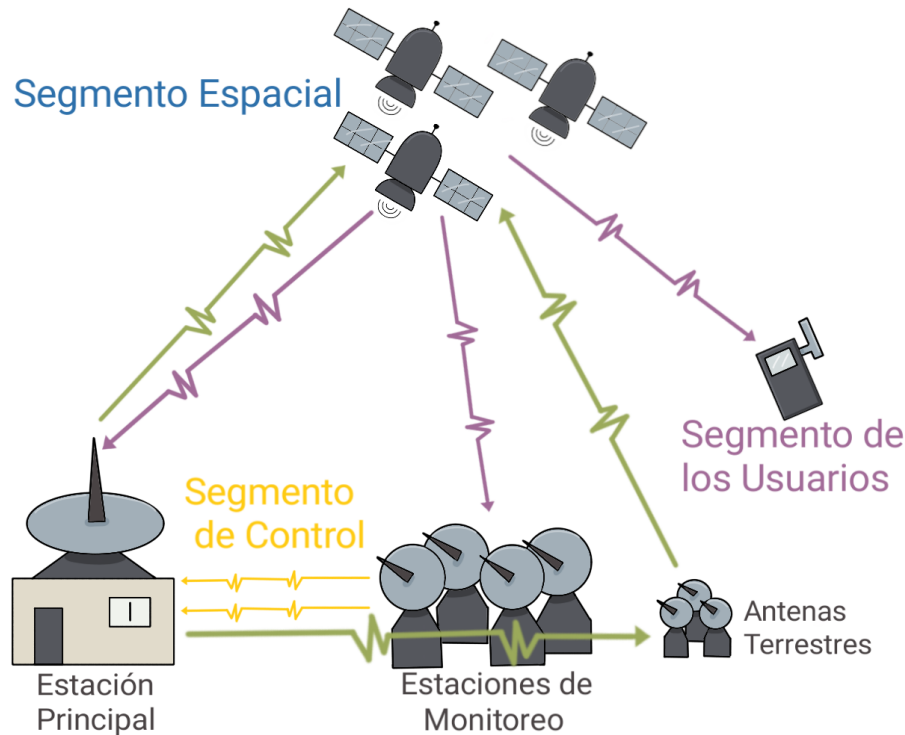 Segmento Espacial
Segmento de
los Usuarios
Segmento
de Control
Antenas
Terrestres
Estación
Principal
Estaciones de
Monitoreo